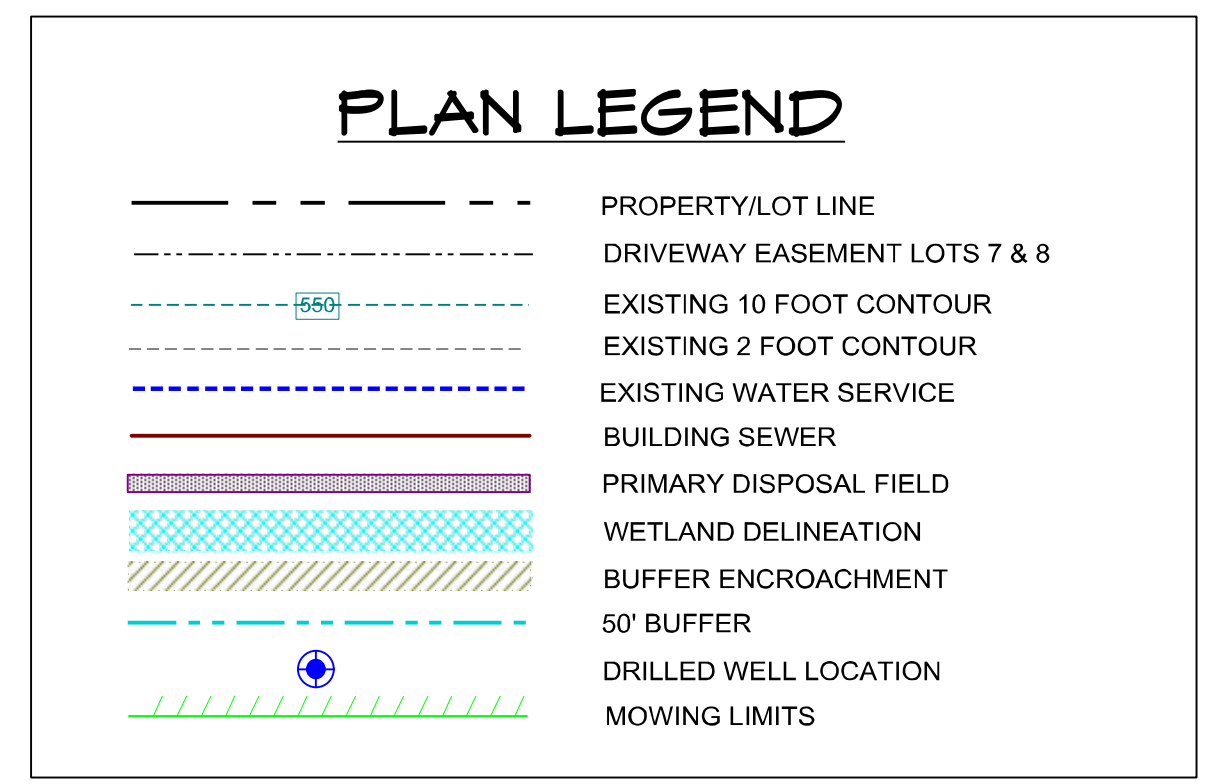 PLAN LEGEND
PROPERTY/LOT LINE
DRIVEWAY EASEMENT LOTS 7 & 8
550 EXISTING 10 FOOT CONTOUR
EXISTING 2 FOOT CONTOUR
EXISTING WATER SERVICE
BUILDING SEWER
PRIMARY DISPOSAL FIELD
WETLAND DELINEATION
BUFFER ENCROACHMENT
50' BUFFER
DRILLED WELL LOCATION
MOWING LIMITS